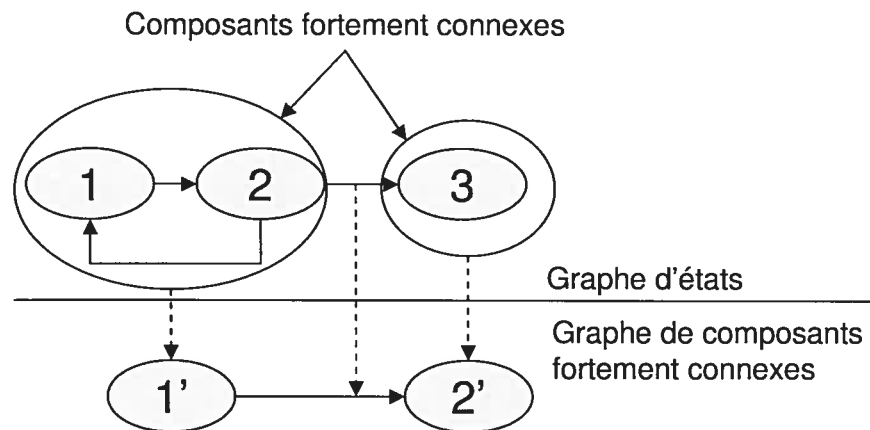 Composants fortement connexes
1
2
3
Graphe d'états
Graphe de composants
fortement connexes
1'
2'